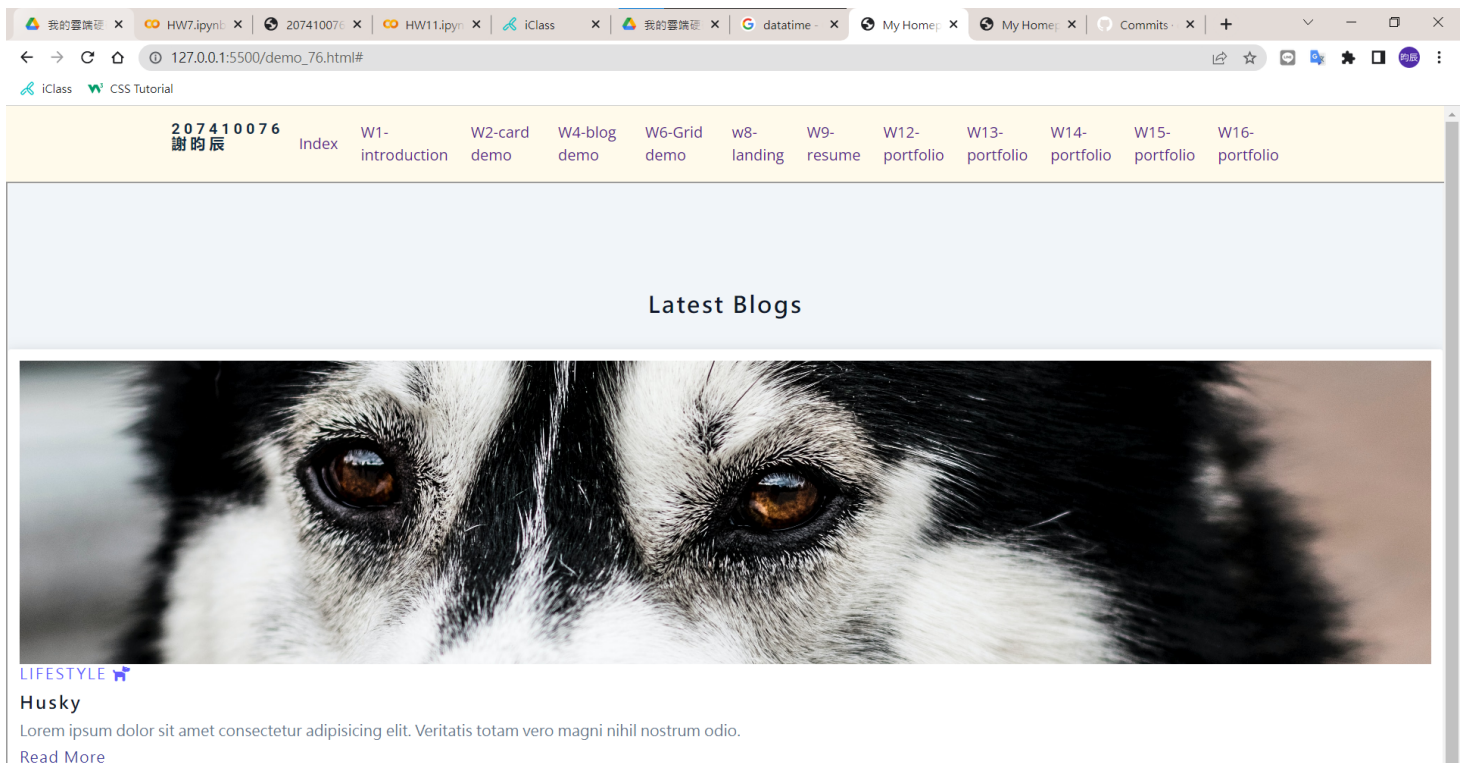 我的雲端硬
HW7.ipynb
207410076
HW11.ipyn
iClass
我的雲端硬
datatime -
My Homep
My Homep
Commits ·
127.0.0.1:5500/demo_76.html#
昀辰
iClass
CSS Tutorial
207410076
謝昀辰
Index
W1-
introduction
W2-card
demo
W4-blog
demo
W6-Grid
demo
w8-
landing
W9-
resume
W12-
portfolio
W13-
portfolio
W14-
portfolio
W15-
portfolio
W16-
portfolio
Latest Blogs
LIFESTYLE
Husky
Lorem ipsum dolor sit amet consectetur adipisicing elit. Veritatis totam vero magni nihil nostrum odio.
Read More